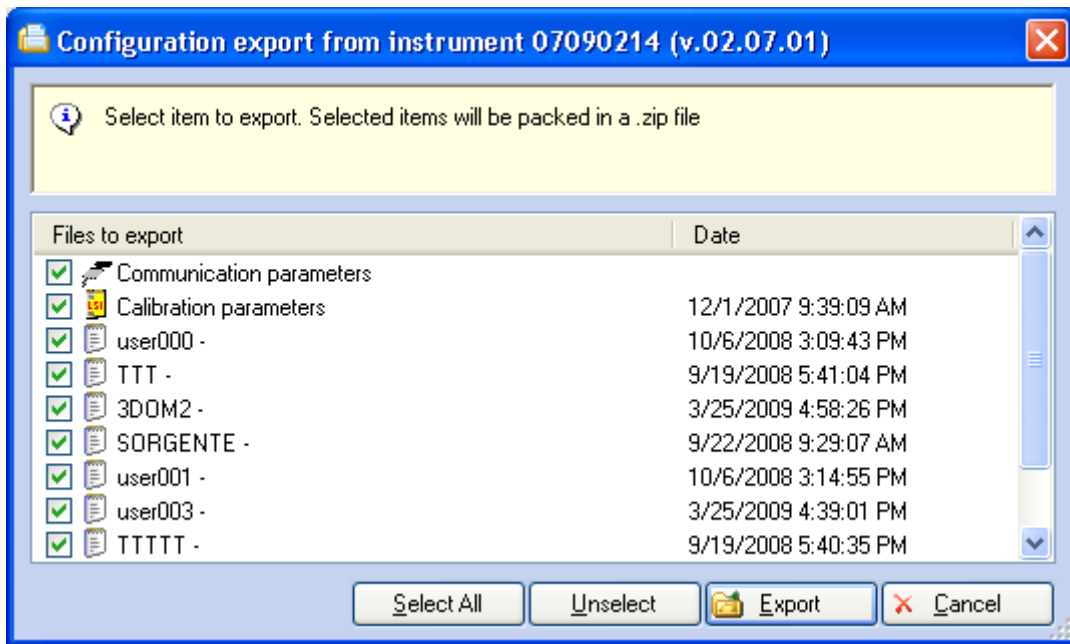 Configuration export from instrument 07090214 (v.02.07.01)
Select item to export. Selected items will be packed in a .zip file
Files to export Date
Communication parameters
LSI Calibration parameters 12/1/2007 9:39:09 AM
user000 - 10/6/2008 3:09:43 PM
TTT - 9/19/2008 5:41:04 PM
3DOM2 - 3/25/2009 4:58:26 PM
SORGENTE - 9/22/2008 9:29:07 AM
user001 - 10/6/2008 3:14:55 PM
user003 - 3/25/2009 4:39:01 PM
TTTTT - 9/19/2008 5:40:35 PM
Select All Unselect Export Cancel